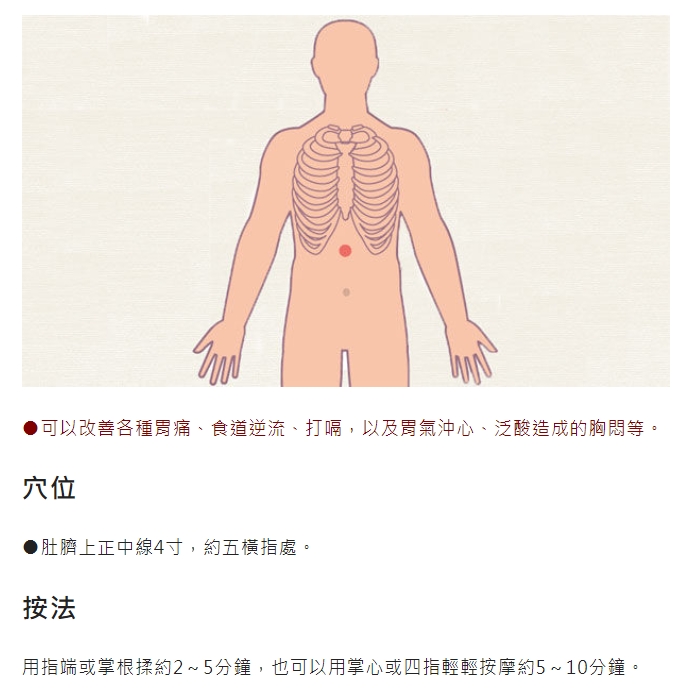 ●可以改善各種胃痛、食道逆流、打嗝，以及胃氣沖心、泛酸造成的胸悶等。
穴位
●肚臍上正中線4寸，約五橫指處。
按法
用指端或掌根揉約2~5分鐘，也可以用掌心或四指輕輕按摩約5~10分鐘。